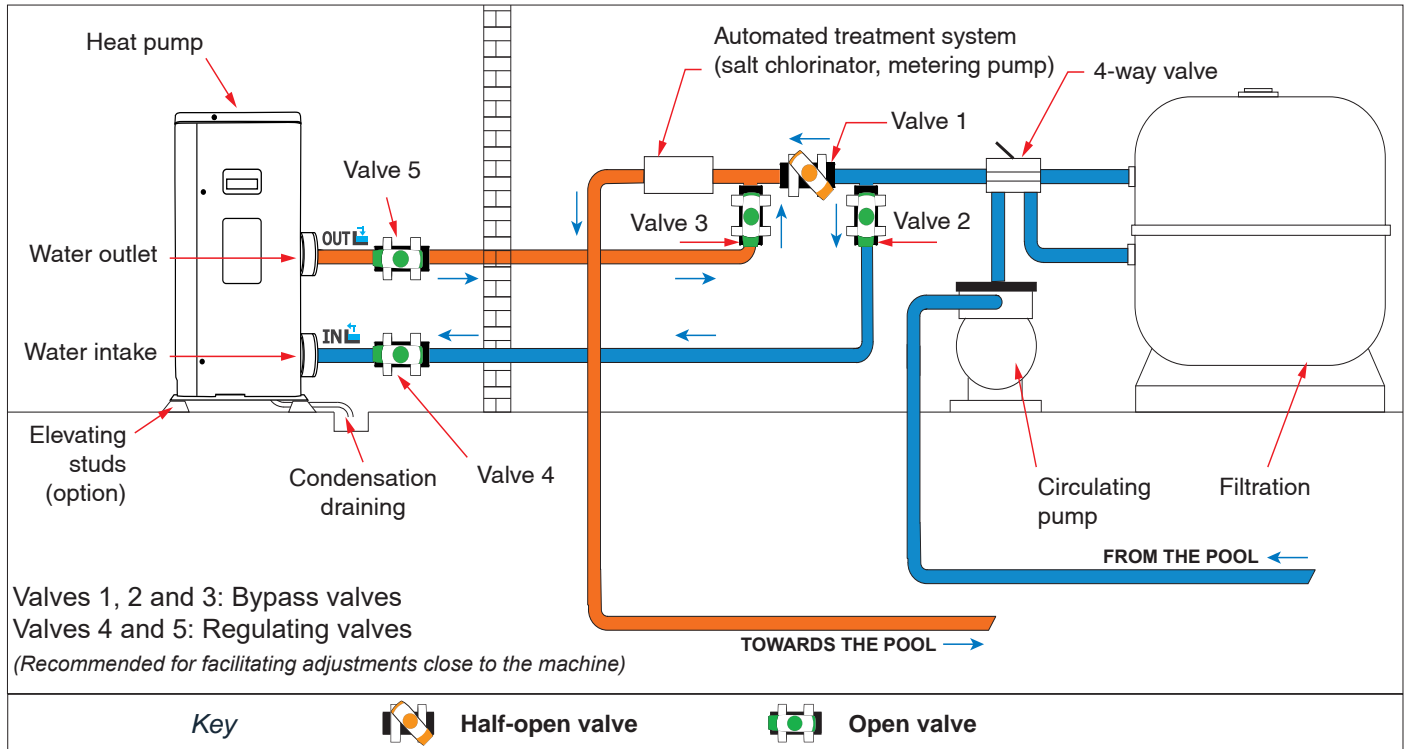 Heat pump
Automated treatment system
(salt chlorinator, metering pump)
4-way valve
Valve 1
Valve 5
Valve 3
Valve 2
OUT
Water outlet
IN
Water intake
Elevating
studs
(option)
Condensation
draining
Valve 4
Circulating
pump
Filtration
FROM THE POOL
Valves 1, 2 and 3: Bypass valves
Valves 4 and 5: Regulating valves
(Recommended for facilitating adjustments close to the machine)
TOWARDS THE POOL
Key
Half-open valve
Open valve